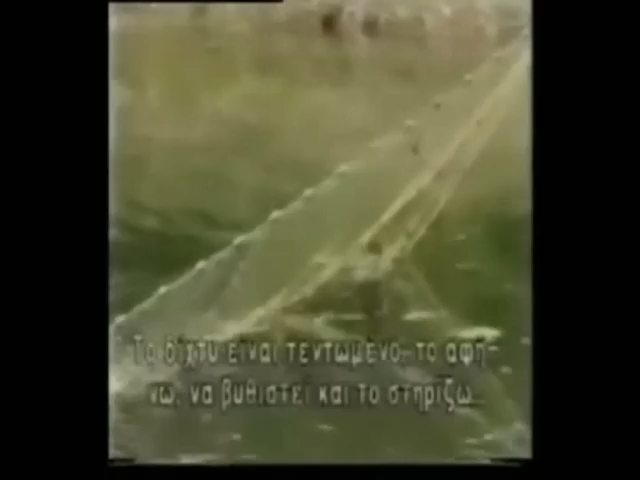 Το δίχτυ είναι τεντωμένο-το αφή-
νω, να βυθιστεί και το στηρίζω...